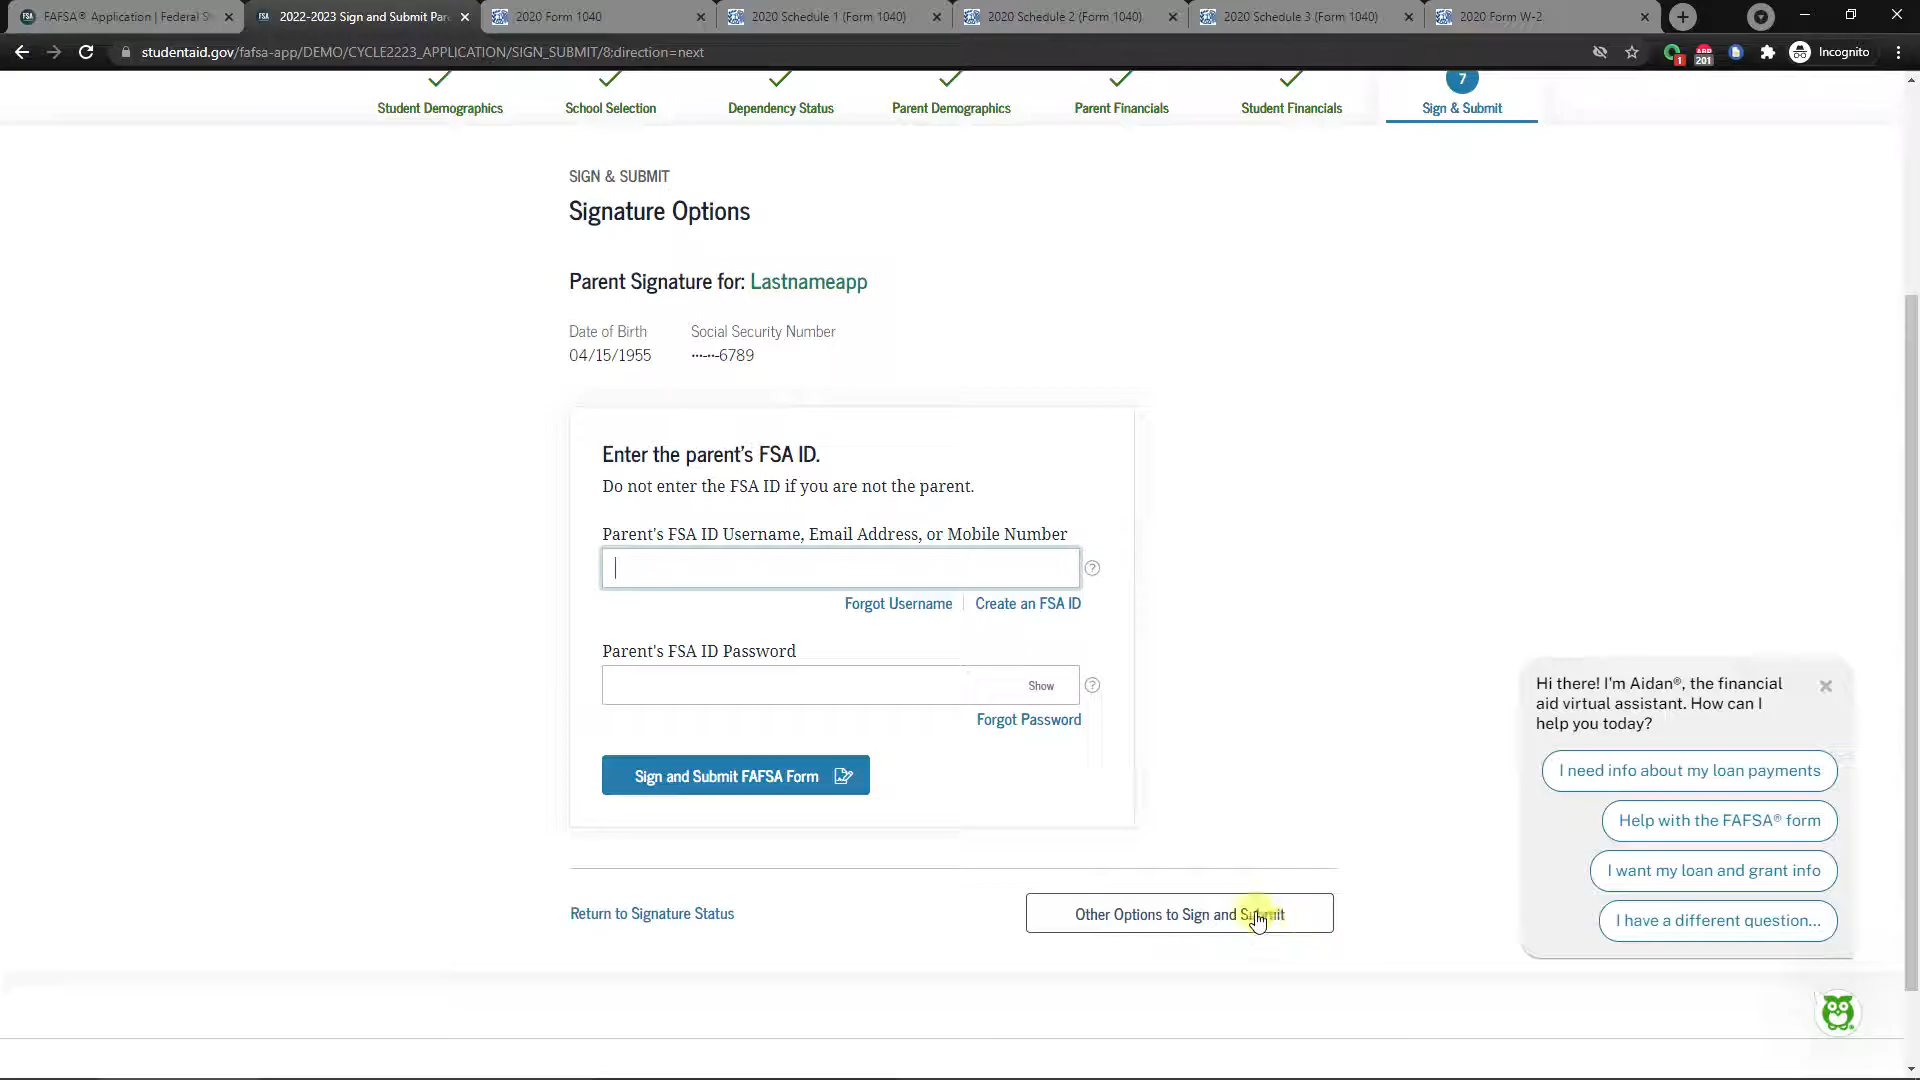 FSA FAFSA® Application | Federal S
FSA 2022-2023 Sign and Submit Par
2020 Form 1040
2020 Schedule 1 (Form 1040)
2020 Schedule 2 (Form 1040)
2020 Schedule 3 (Form 1040)
2020 Form W-2
studentaid.gov/fafsa-app/DEMO/CYCLE2223_APPLICATION/SIGN_SUBMIT/8;direction=next
1
ABP
201
Incognito
7
Student Demographics
School Selection
Dependency Status
Parent Demographics
Parent Financials
Student Financials
Sign & Submit
SIGN & SUBMIT
Signature Options
Parent Signature for: Lastnameapp
Date of Birth
Social Security Number
04/15/1955
•••-••-6789
Enter the parent's FSA ID.
Do not enter the FSA ID if you are not the parent.
Parent's FSA ID Username, Email Address, or Mobile Number
?
Forgot Username
Create an FSA ID
Parent's FSA ID Password
Show
?
Forgot Password
Sign and Submit FAFSA Form
Return to Signature Status
Other Options to Sign and Submit
Hi there! I'm Aidan®, the financial
aid virtual assistant. How can I
help you today?
I need info about my loan payments
Help with the FAFSA® form
I want my loan and grant info
I have a different question...